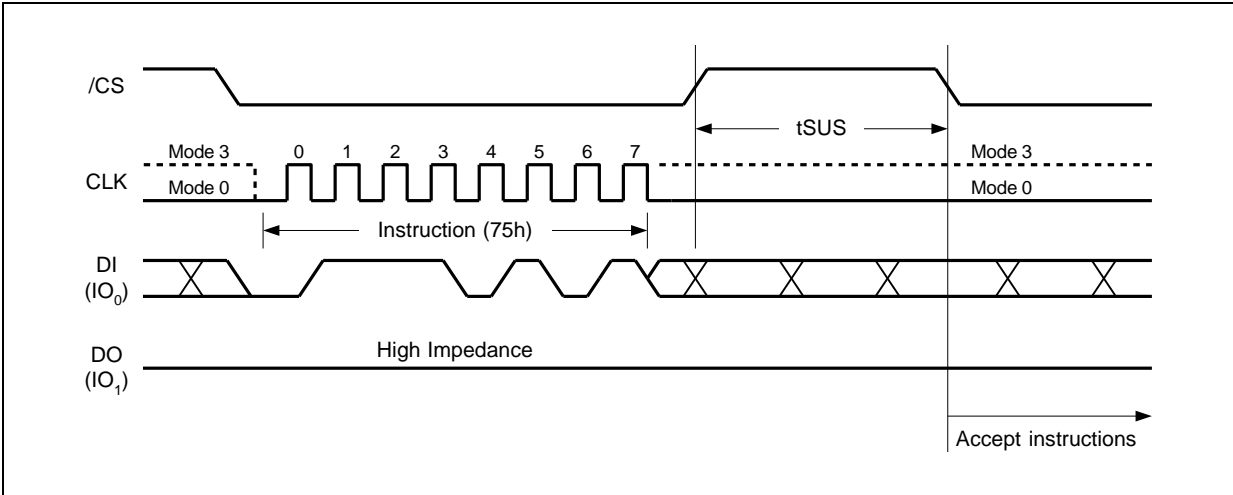 /CS
tSUS
Mode 3 0 1 2 3 4 5 6 7 Mode 3
CLK
Mode 0 Mode 0
Instruction (75h)
DI
(IO0)
High Impedance
DO
(IO1)
Accept instructions